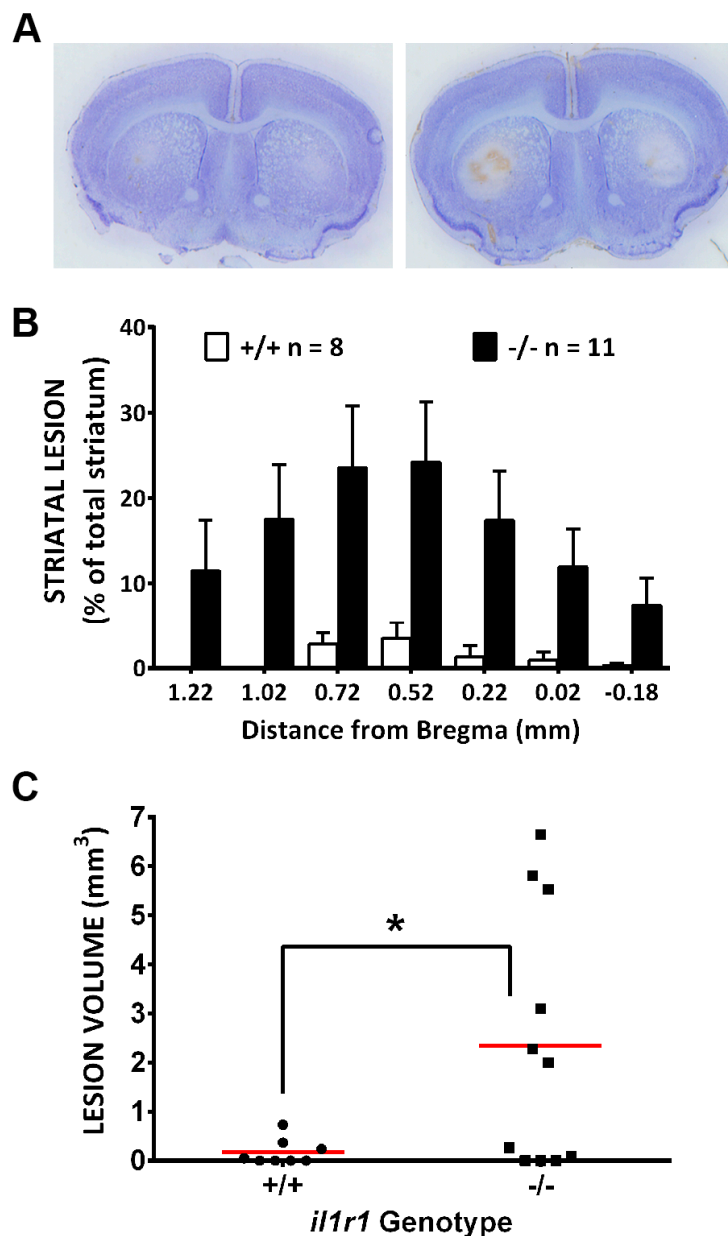 A
B
40
30
20
10
0
STRIATAL LESION
(% of total striatum)
+/+ n = 8
-/- n = 11
1.22 1.02 0.72 0.52 0.22 0.02 -0.18
Distance from Bregma (mm)
C
7
6
5
4
3
2
1
0
LESION VOLUME (mm³)
*
+/+ -/-
il1r1 Genotype